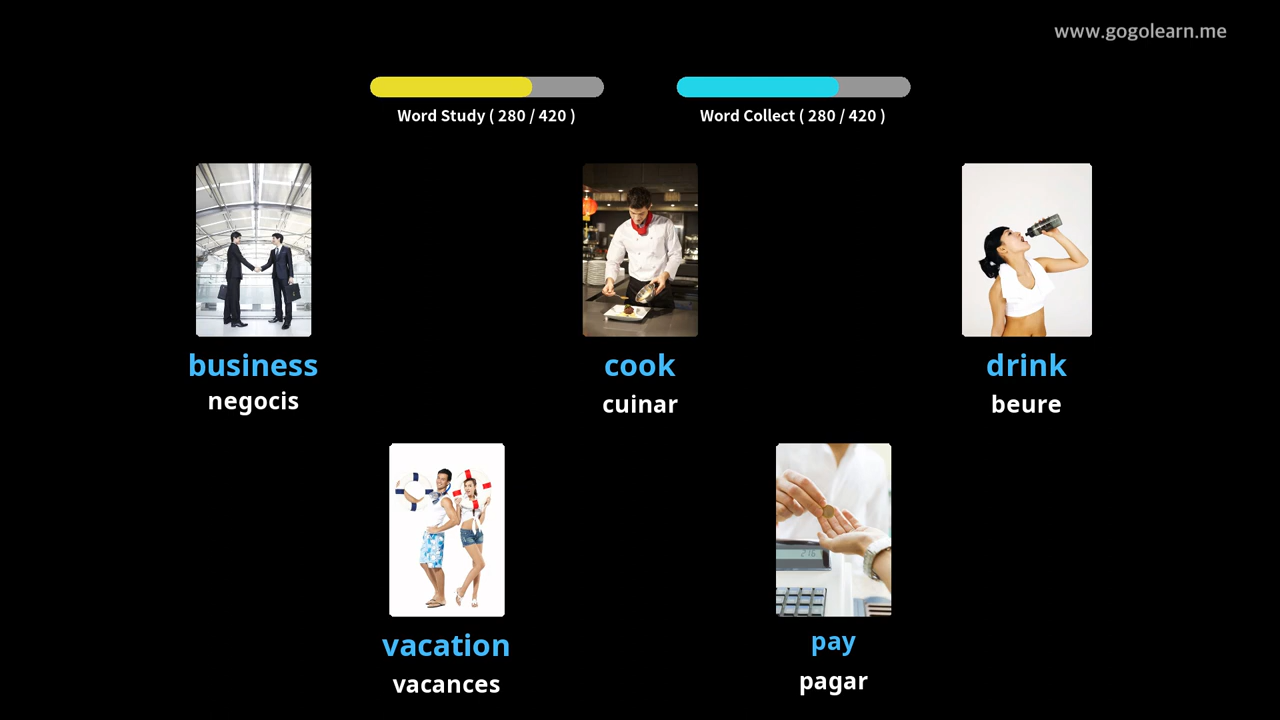 www.gogolearn.me
Word Study ( 280 / 420 )
Word Collect ( 280 / 420 )
business
negocis
cook
cuinar
drink
beure
vacation
vacances
pay
pagar